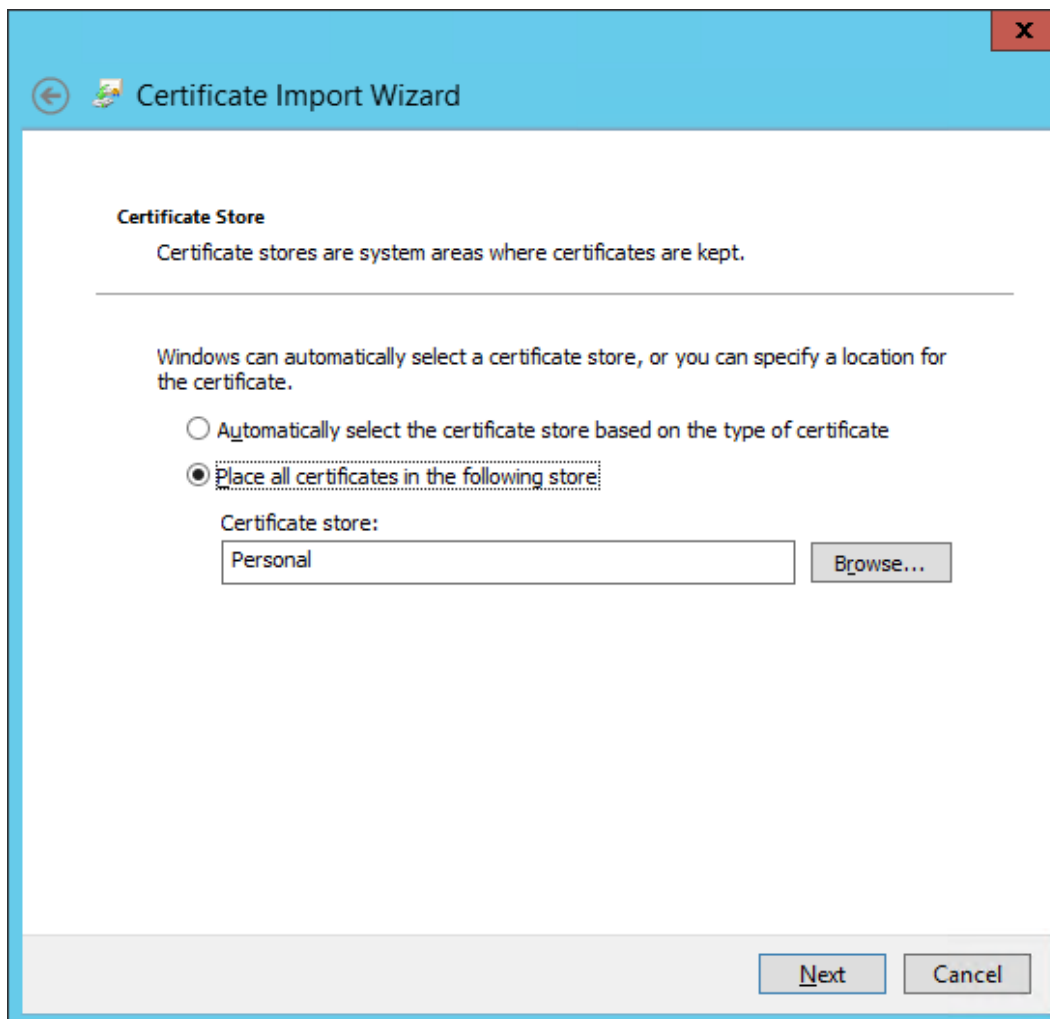 x
Certificate Import Wizard
Certificate Store
Certificate stores are system areas where certificates are kept.
Windows can automatically select a certificate store, or you can specify a location for
the certificate.
Automatically select the certificate store based on the type of certificate
Place all certificates in the following store
Certificate store:
Personal
Browse...
Next
Cancel